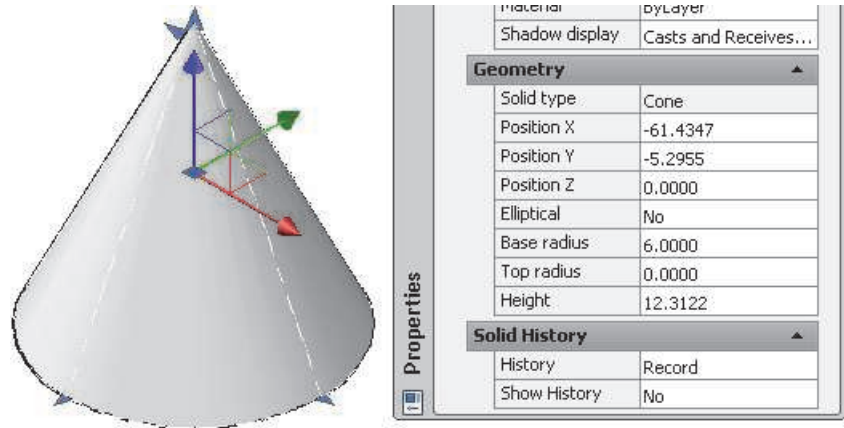 Material ByLayer
Shadow display Casts and Receives...
Geometry
Solid type Cone
Position X -61.4347
Position Y -5.2955
Position Z 0.0000
Elliptical No
Base radius 6.0000
Top radius 0.0000
Height 12.3122
Solid History
History Record
Show History No
Properties